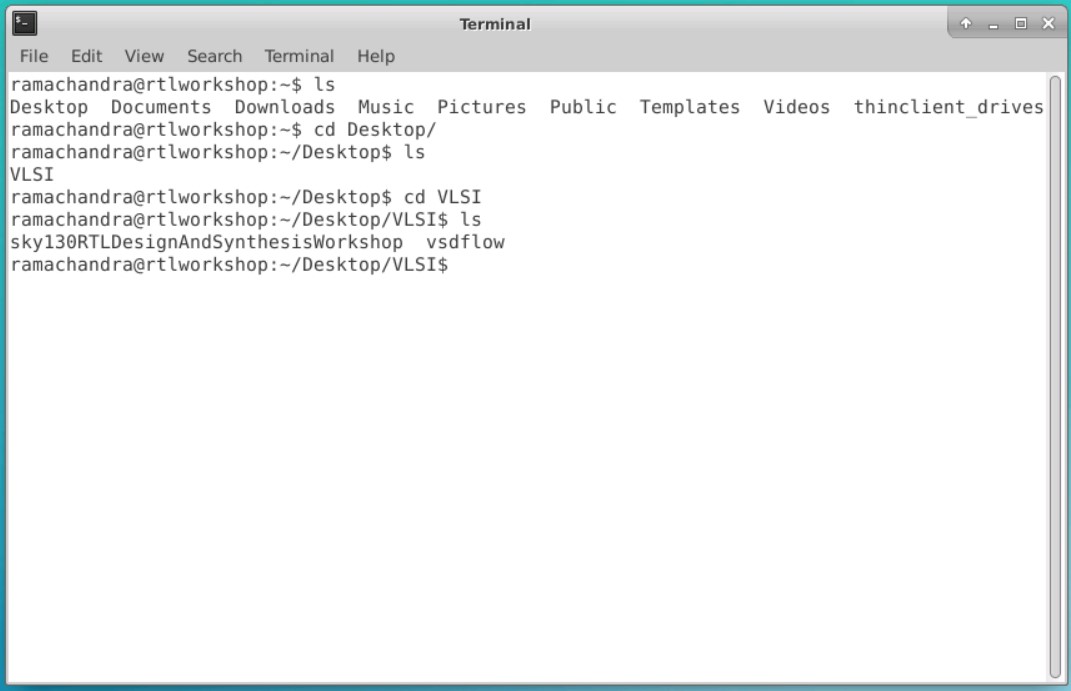 Terminal
File Edit View Search Terminal Help
ramachandra@rtlworkshop:~$ ls
Desktop  Documents  Downloads  Music  Pictures  Public  Templates  Videos  thinclient_drives
ramachandra@rtlworkshop:~$ cd Desktop/
ramachandra@rtlworkshop:~/Desktop$ ls
VLSI
ramachandra@rtlworkshop:~/Desktop$ cd VLSI
ramachandra@rtlworkshop:~/Desktop/VLSI$ ls
sky130RTLDesignAndSynthesisWorkshop  vsdflow
ramachandra@rtlworkshop:~/Desktop/VLSI$